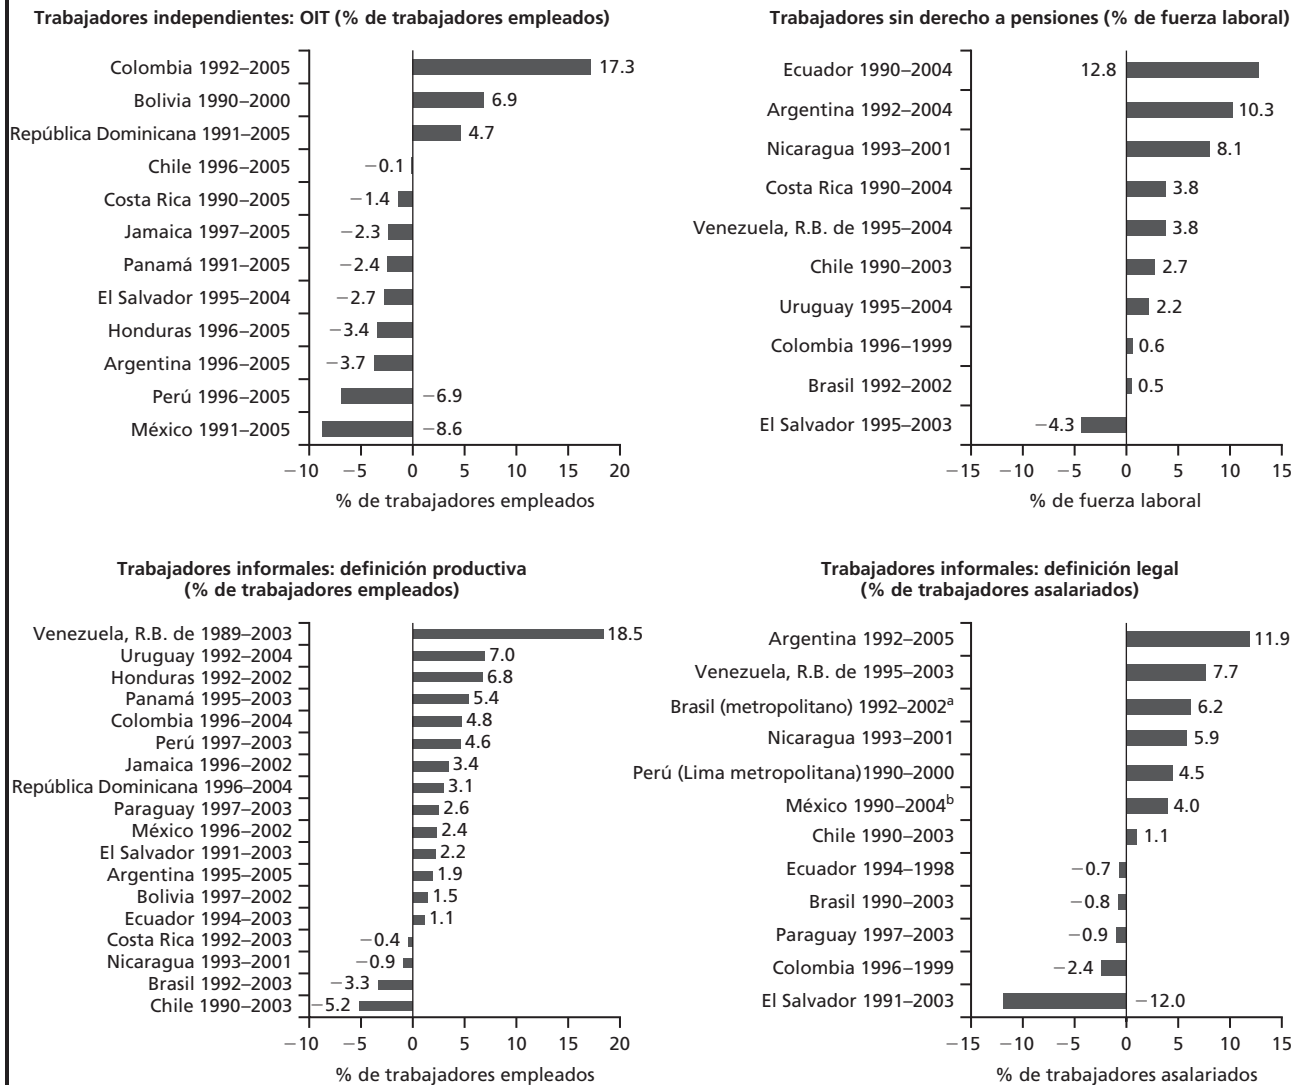 Trabajadores independientes: OIT (% de trabajadores empleados)
Colombia 1992–2005 17.3
Bolivia 1990–2000 6.9
República Dominicana 1991–2005 4.7
Chile 1996–2005 −0.1
Costa Rica 1990–2005 −1.4
Jamaica 1997–2005 −2.3
Panamá 1991–2005 −2.4
El Salvador 1995–2004 −2.7
Honduras 1996–2005 −3.4
Argentina 1996–2005 −3.7
Perú 1996–2005 −6.9
México 1991–2005 −8.6
−10 −5 0 5 10 15 20
% de trabajadores empleados
Trabajadores sin derecho a pensiones (% de fuerza laboral)
Ecuador 1990–2004 12.8
Argentina 1992–2004 10.3
Nicaragua 1993–2001 8.1
Costa Rica 1990–2004 3.8
Venezuela, R.B. de 1995–2004 3.8
Chile 1990–2003 2.7
Uruguay 1995–2004 2.2
Colombia 1996–1999 0.6
Brasil 1992–2002 0.5
El Salvador 1995–2003 −4.3
−15 −10 −5 0 5 10 15
% de fuerza laboral
Trabajadores informales: definición productiva
(% de trabajadores empleados)
Venezuela, R.B. de 1989–2003 18.5
Uruguay 1992–2004 7.0
Honduras 1992–2002 6.8
Panamá 1995–2003 5.4
Colombia 1996–2004 4.8
Perú 1997–2003 4.6
Jamaica 1996–2002 3.4
República Dominicana 1996–2004 3.1
Paraguay 1997–2003 2.6
México 1996–2002 2.4
El Salvador 1991–2003 2.2
Argentina 1995–2005 1.9
Bolivia 1997–2002 1.5
Ecuador 1994–2003 1.1
Costa Rica 1992–2003 −0.4
Nicaragua 1993–2001 −0.9
Brasil 1992–2003 −3.3
Chile 1990–2003 −5.2
−10 −5 0 5 10 15 20
% de trabajadores empleados
Trabajadores informales: definición legal
(% de trabajadores asalariados)
Argentina 1992–2005 11.9
Venezuela, R.B. de 1995–2003 7.7
Brasil (metropolitano) 1992–2002ᵃ 6.2
Nicaragua 1993–2001 5.9
Perú (Lima metropolitana)1990–2000 4.5
México 1990–2004ᵇ 4.0
Chile 1990–2003 1.1
Ecuador 1994–1998 −0.7
Brasil 1990–2003 −0.8
Paraguay 1997–2003 −0.9
Colombia 1996–1999 −2.4
El Salvador 1991–2003 −12.0
−15 −10 −5 0 5 10 15
% de trabajadores asalariados